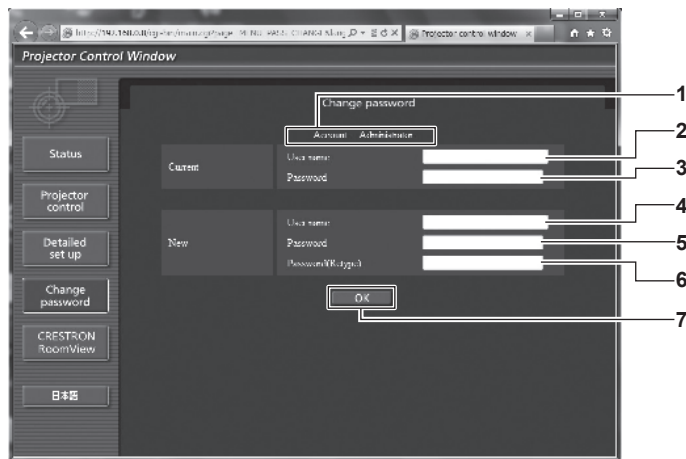 Projector control window
Projector Control Window
Change password
Account Administrator
Status
Current
User name
Password
Projector control
New
User name
Password
Password(Retype)
Detailed set up
OK
Change password
CRESTRON RoomView
日本語
1
2
3
4
5
6
7